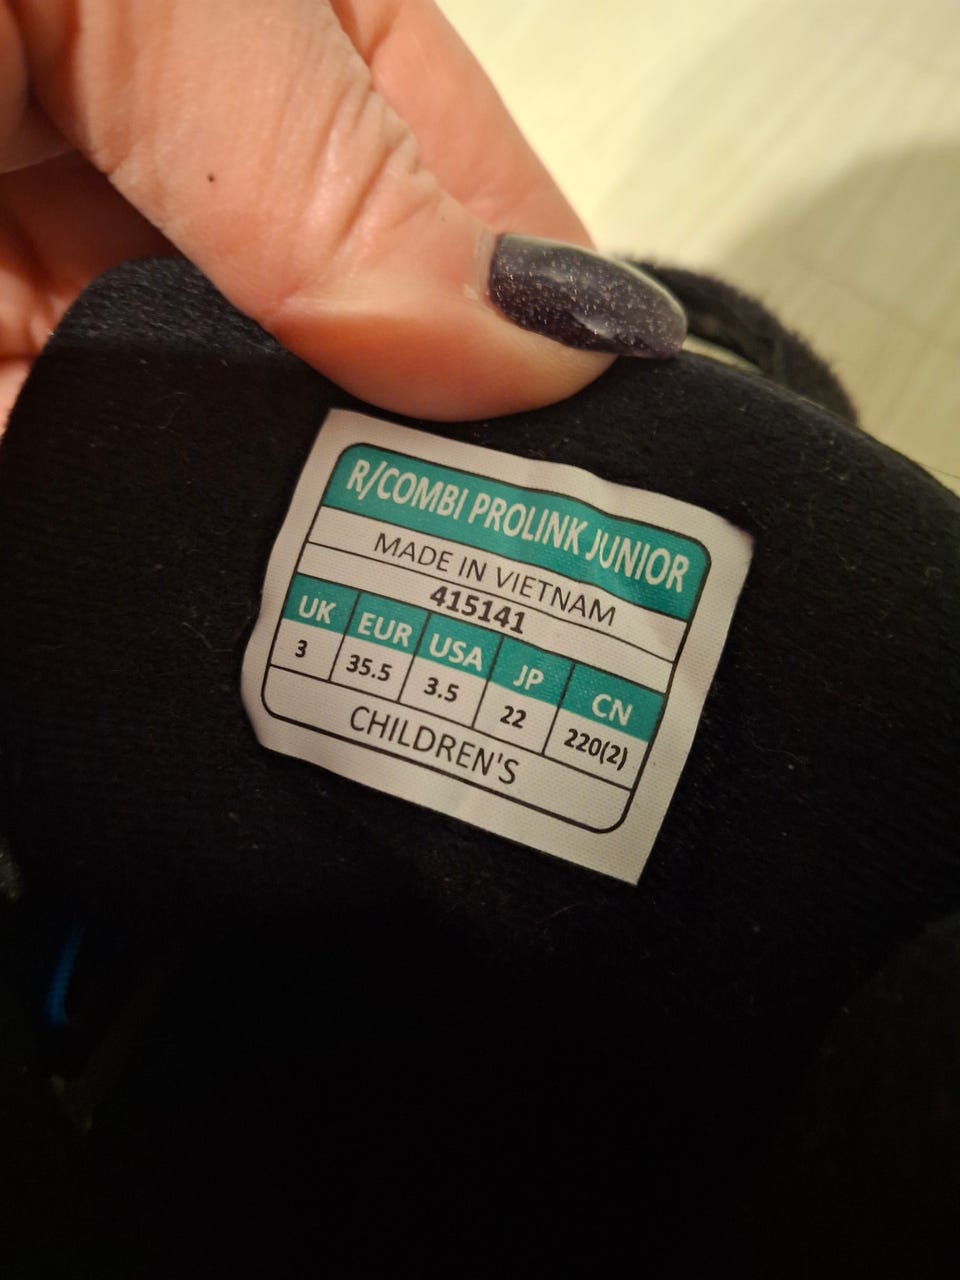 R/COMBI PROLINK JUNIOR
MADE IN VIETNAM
415141
UK EUR USA JP CN
3 35.5 3.5 22 220(2)
CHILDREN'S